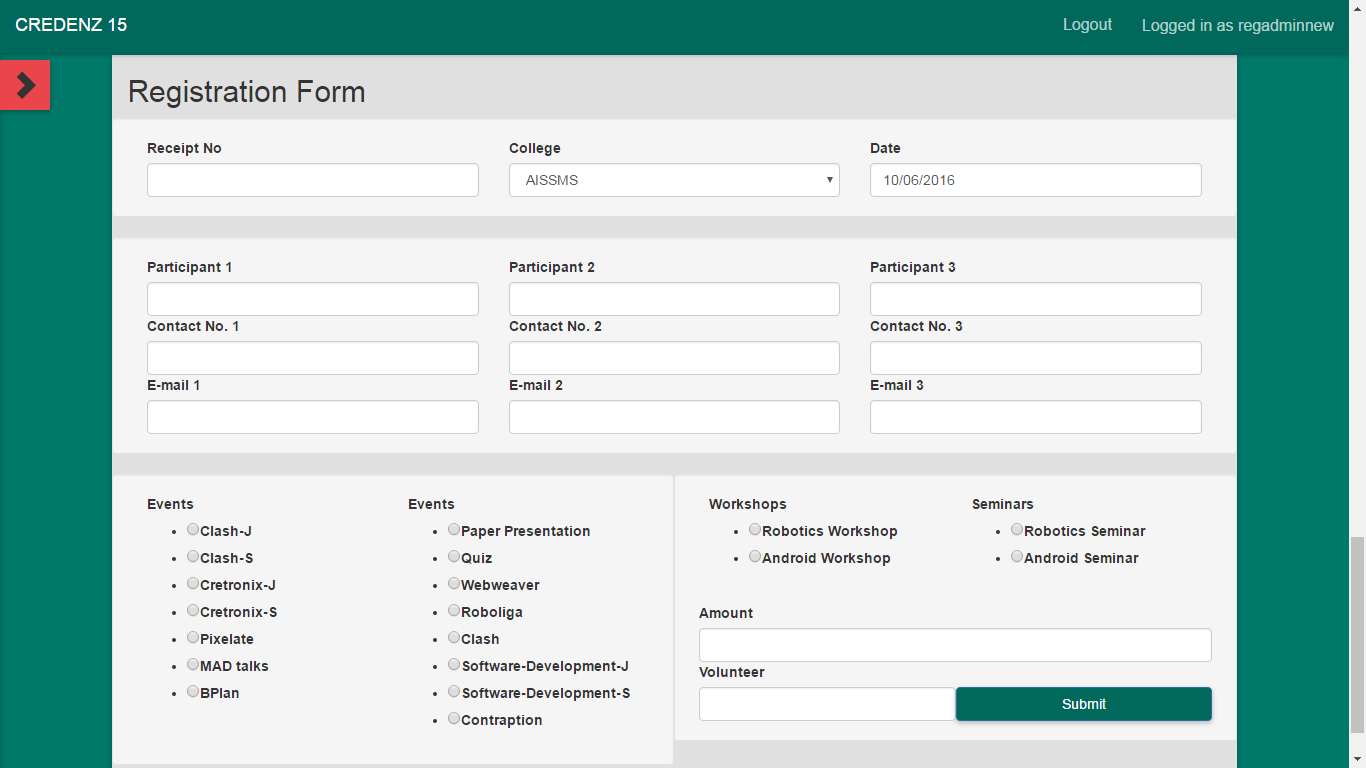 CREDENZ 15 Logout Logged in as regadminnew
Registration Form
Receipt No College Date
AISSMS 10/06/2016
Participant 1 Participant 2 Participant 3
Contact No. 1 Contact No. 2 Contact No. 3
E-mail 1 E-mail 2 E-mail 3
Events
Clash-J
Clash-S
Cretronix-J
Cretronix-S
Pixelate
MAD talks
BPlan
Events
Paper Presentation
Quiz
Webweaver
Roboliga
Clash
Software-Development-J
Software-Development-S
Contraption
Workshops
Robotics Workshop
Android Workshop
Seminars
Robotics Seminar
Android Seminar
Amount
Volunteer
Submit